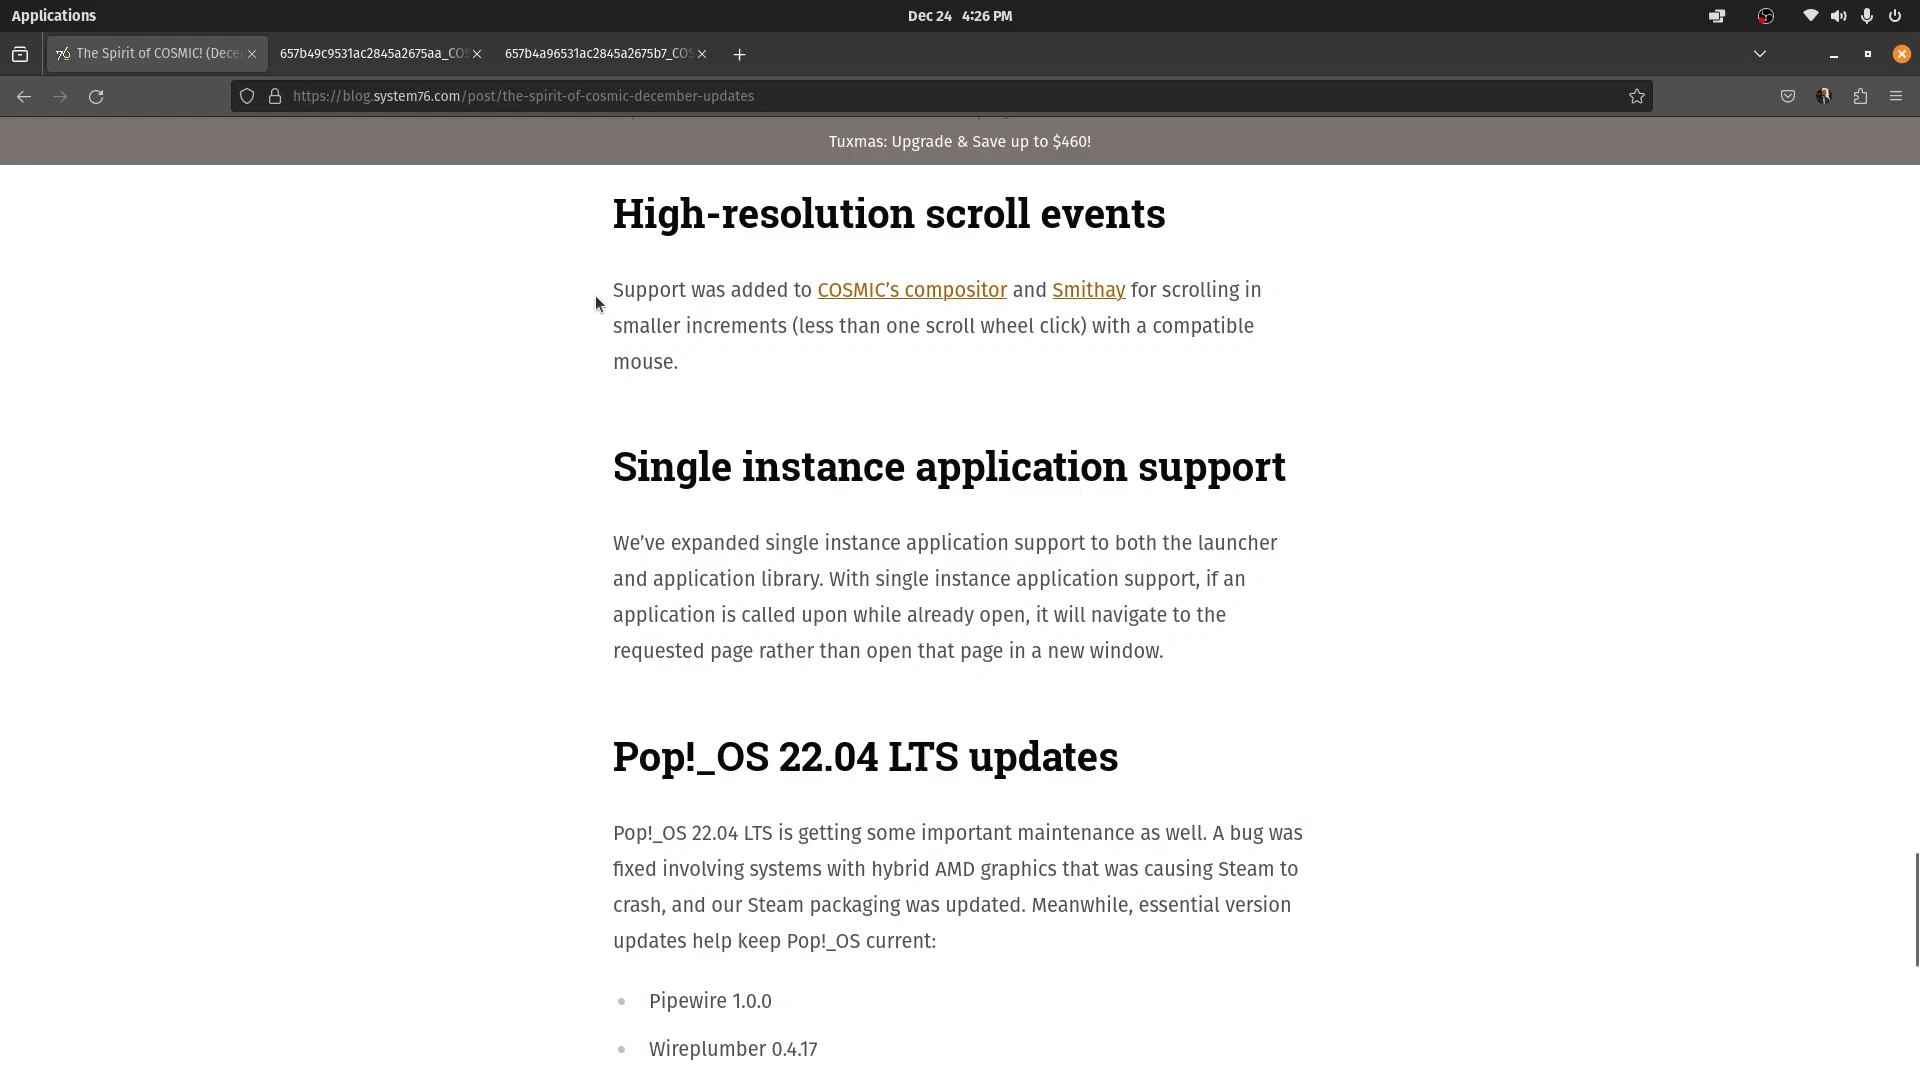 Applications
Dec 24 4:26 PM
The Spirit of COSMIC! (Dece
657b49c9531ac2845a2675aa_COS
657b4a96531ac2845a2675b7_COS
https://blog.system76.com/post/the-spirit-of-cosmic-december-updates
Tuxmas: Upgrade & Save up to $460!
High-resolution scroll events
Support was added to COSMIC’s compositor and Smithay for scrolling in
smaller increments (less than one scroll wheel click) with a compatible
mouse.
Single instance application support
We’ve expanded single instance application support to both the launcher
and application library. With single instance application support, if an
application is called upon while already open, it will navigate to the
requested page rather than open that page in a new window.
Pop!_OS 22.04 LTS updates
Pop!_OS 22.04 LTS is getting some important maintenance as well. A bug was
fixed involving systems with hybrid AMD graphics that was causing Steam to
crash, and our Steam packaging was updated. Meanwhile, essential version
updates help keep Pop!_OS current:
• Pipewire 1.0.0
• Wireplumber 0.4.17